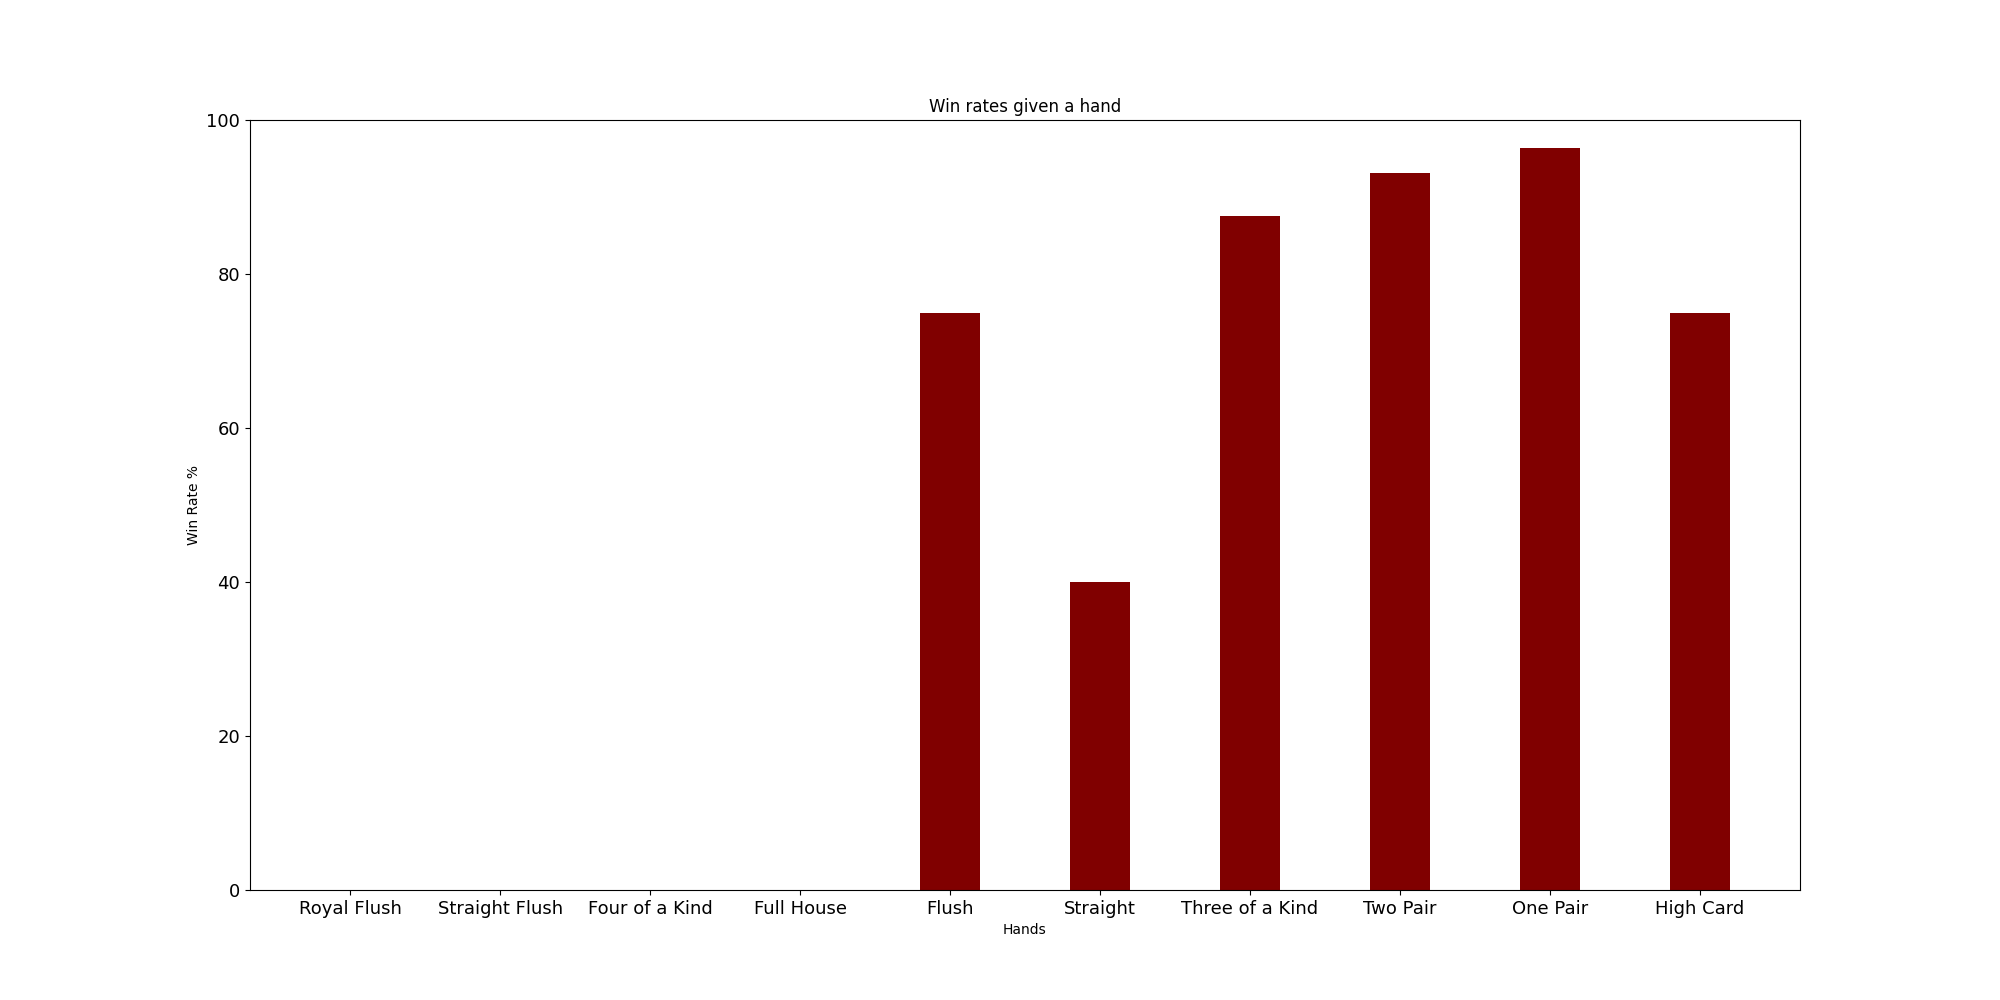 Win rates given a hand
100
80
60
40
20
0
Win Rate %
Royal Flush Straight Flush Four of a Kind Full House Flush Straight Three of a Kind Two Pair One Pair High Card
Hands